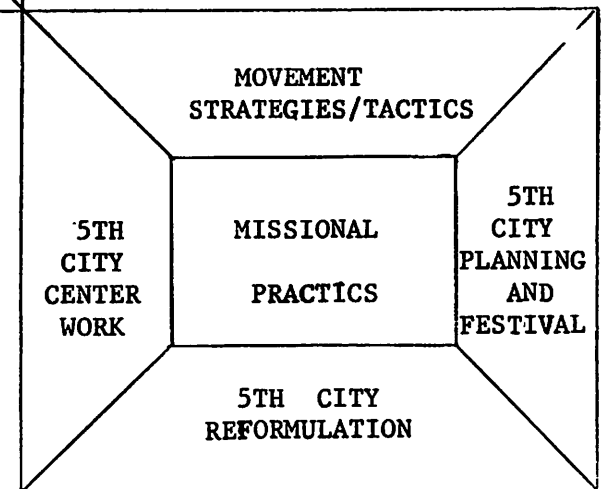 MOVEMENT
STRATEGIES/TACTICS
5TH
CITY
CENTER
WORK
MISSIONAL
PRACTICS
5TH
CITY
PLANNING
AND
FESTIVAL
5TH CITY
REFORMULATION